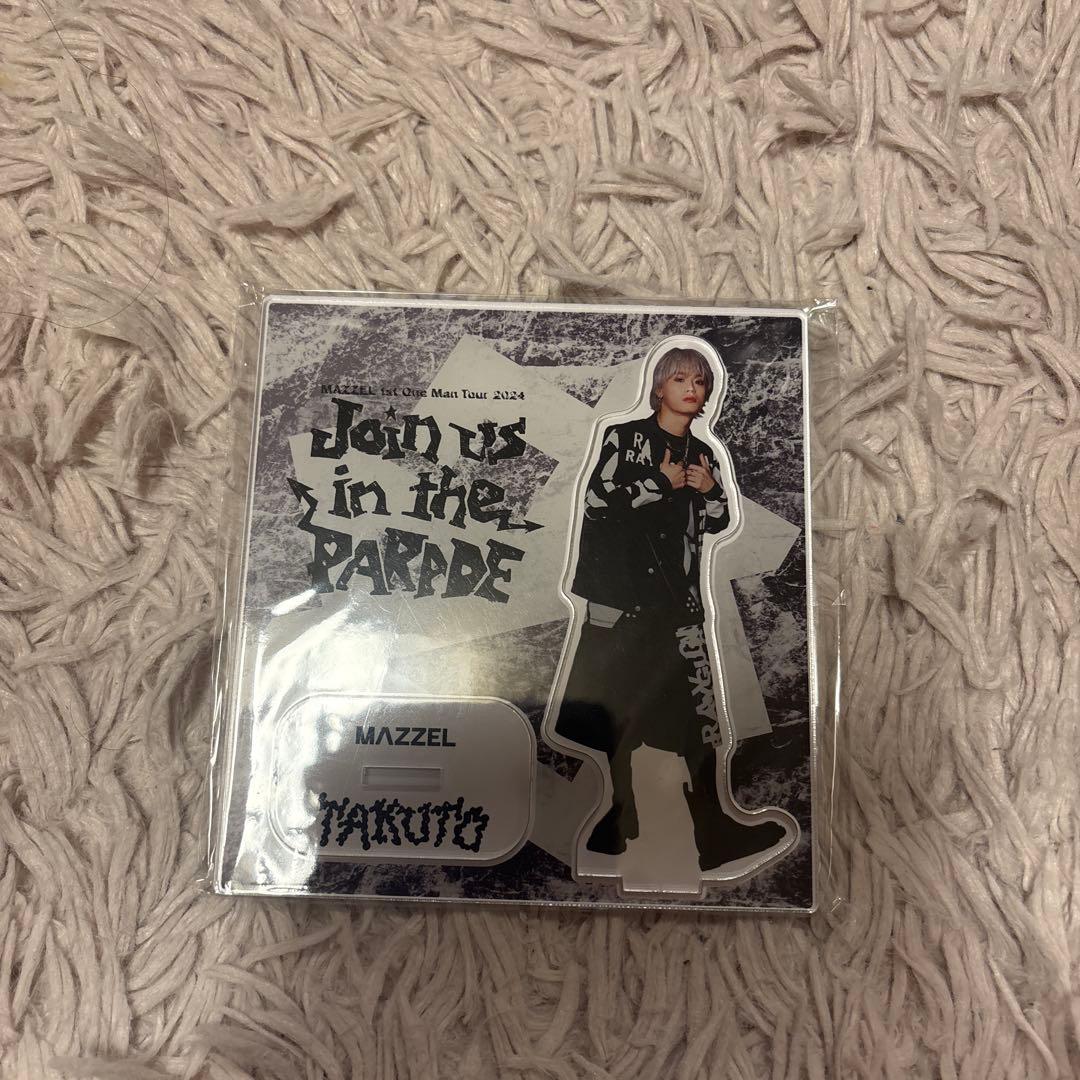 MAZZEL 1st One Man Tour 2024
Join us
in the
PARADE
MAZZEL
TAKUTO